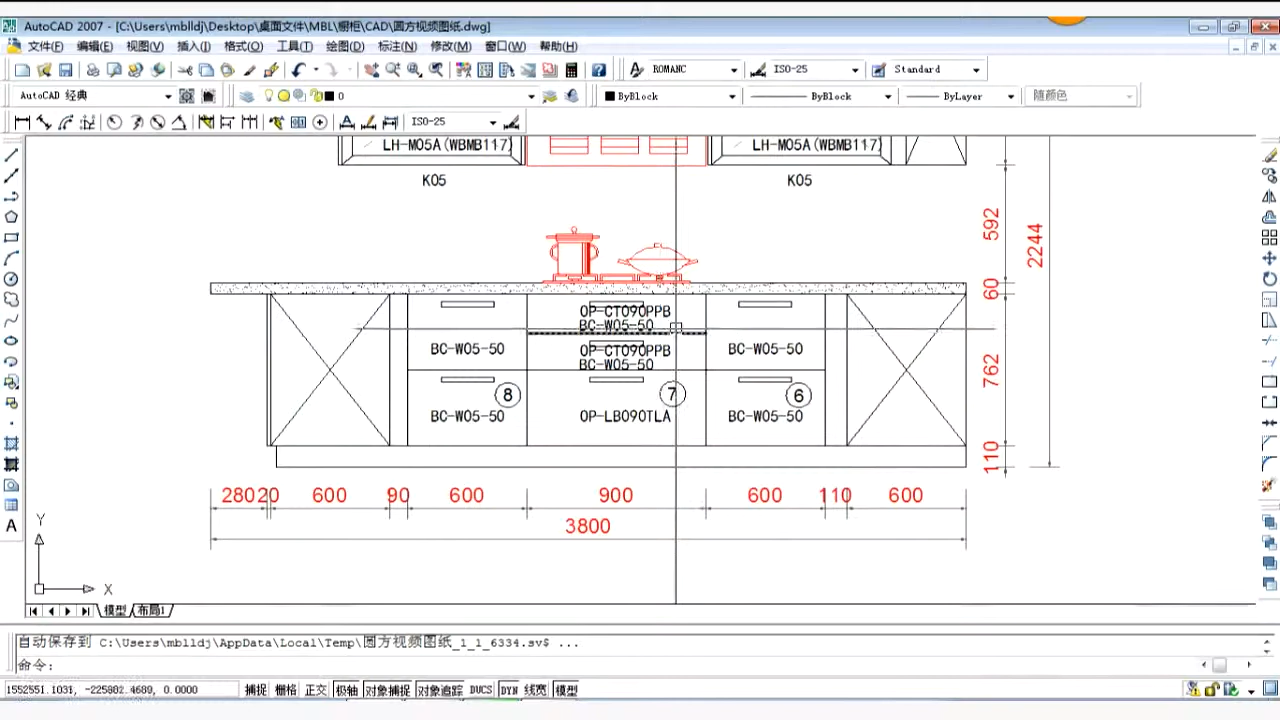 AutoCAD 2007 - [C:\Users\mblldj\Desktop\桌面文件\MBL\橱柜\CAD\圆方视频图纸.dwg]
文件(F) 编辑(E) 视图(V) 插入(I) 格式(O) 工具(T) 绘图(D) 标注(N) 修改(M) 窗口(W) 帮助(H)
ROMANC ISO-25 Standard
AutoCAD 经典 0 ByBlock ByBlock ByLayer 随颜色
ISO-25
LH-M05A(WBMB117) LH-M05A(WBMB117)
K05 K05
592
2244
60
OP-CT090PPB
BC-W05-50
BC-W05-50 OP-CT090PPB BC-W05-50
BC-W05-50
762
8 7 6
BC-W05-50 OP-LB090TLA BC-W05-50
110
280 20 600 90 600 900 600 110 600
3800
Y
X
模型 布局1
自动保存到 C:\Users\mblldj\AppData\Local\Temp\圆方视频图纸_1_1_6334.sv$ ...
命令:
1552551.1031, -225882.4689, 0.0000 捕捉 栅格 正交 极轴 对象捕捉 对象追踪 DUCS DYN 线宽 模型